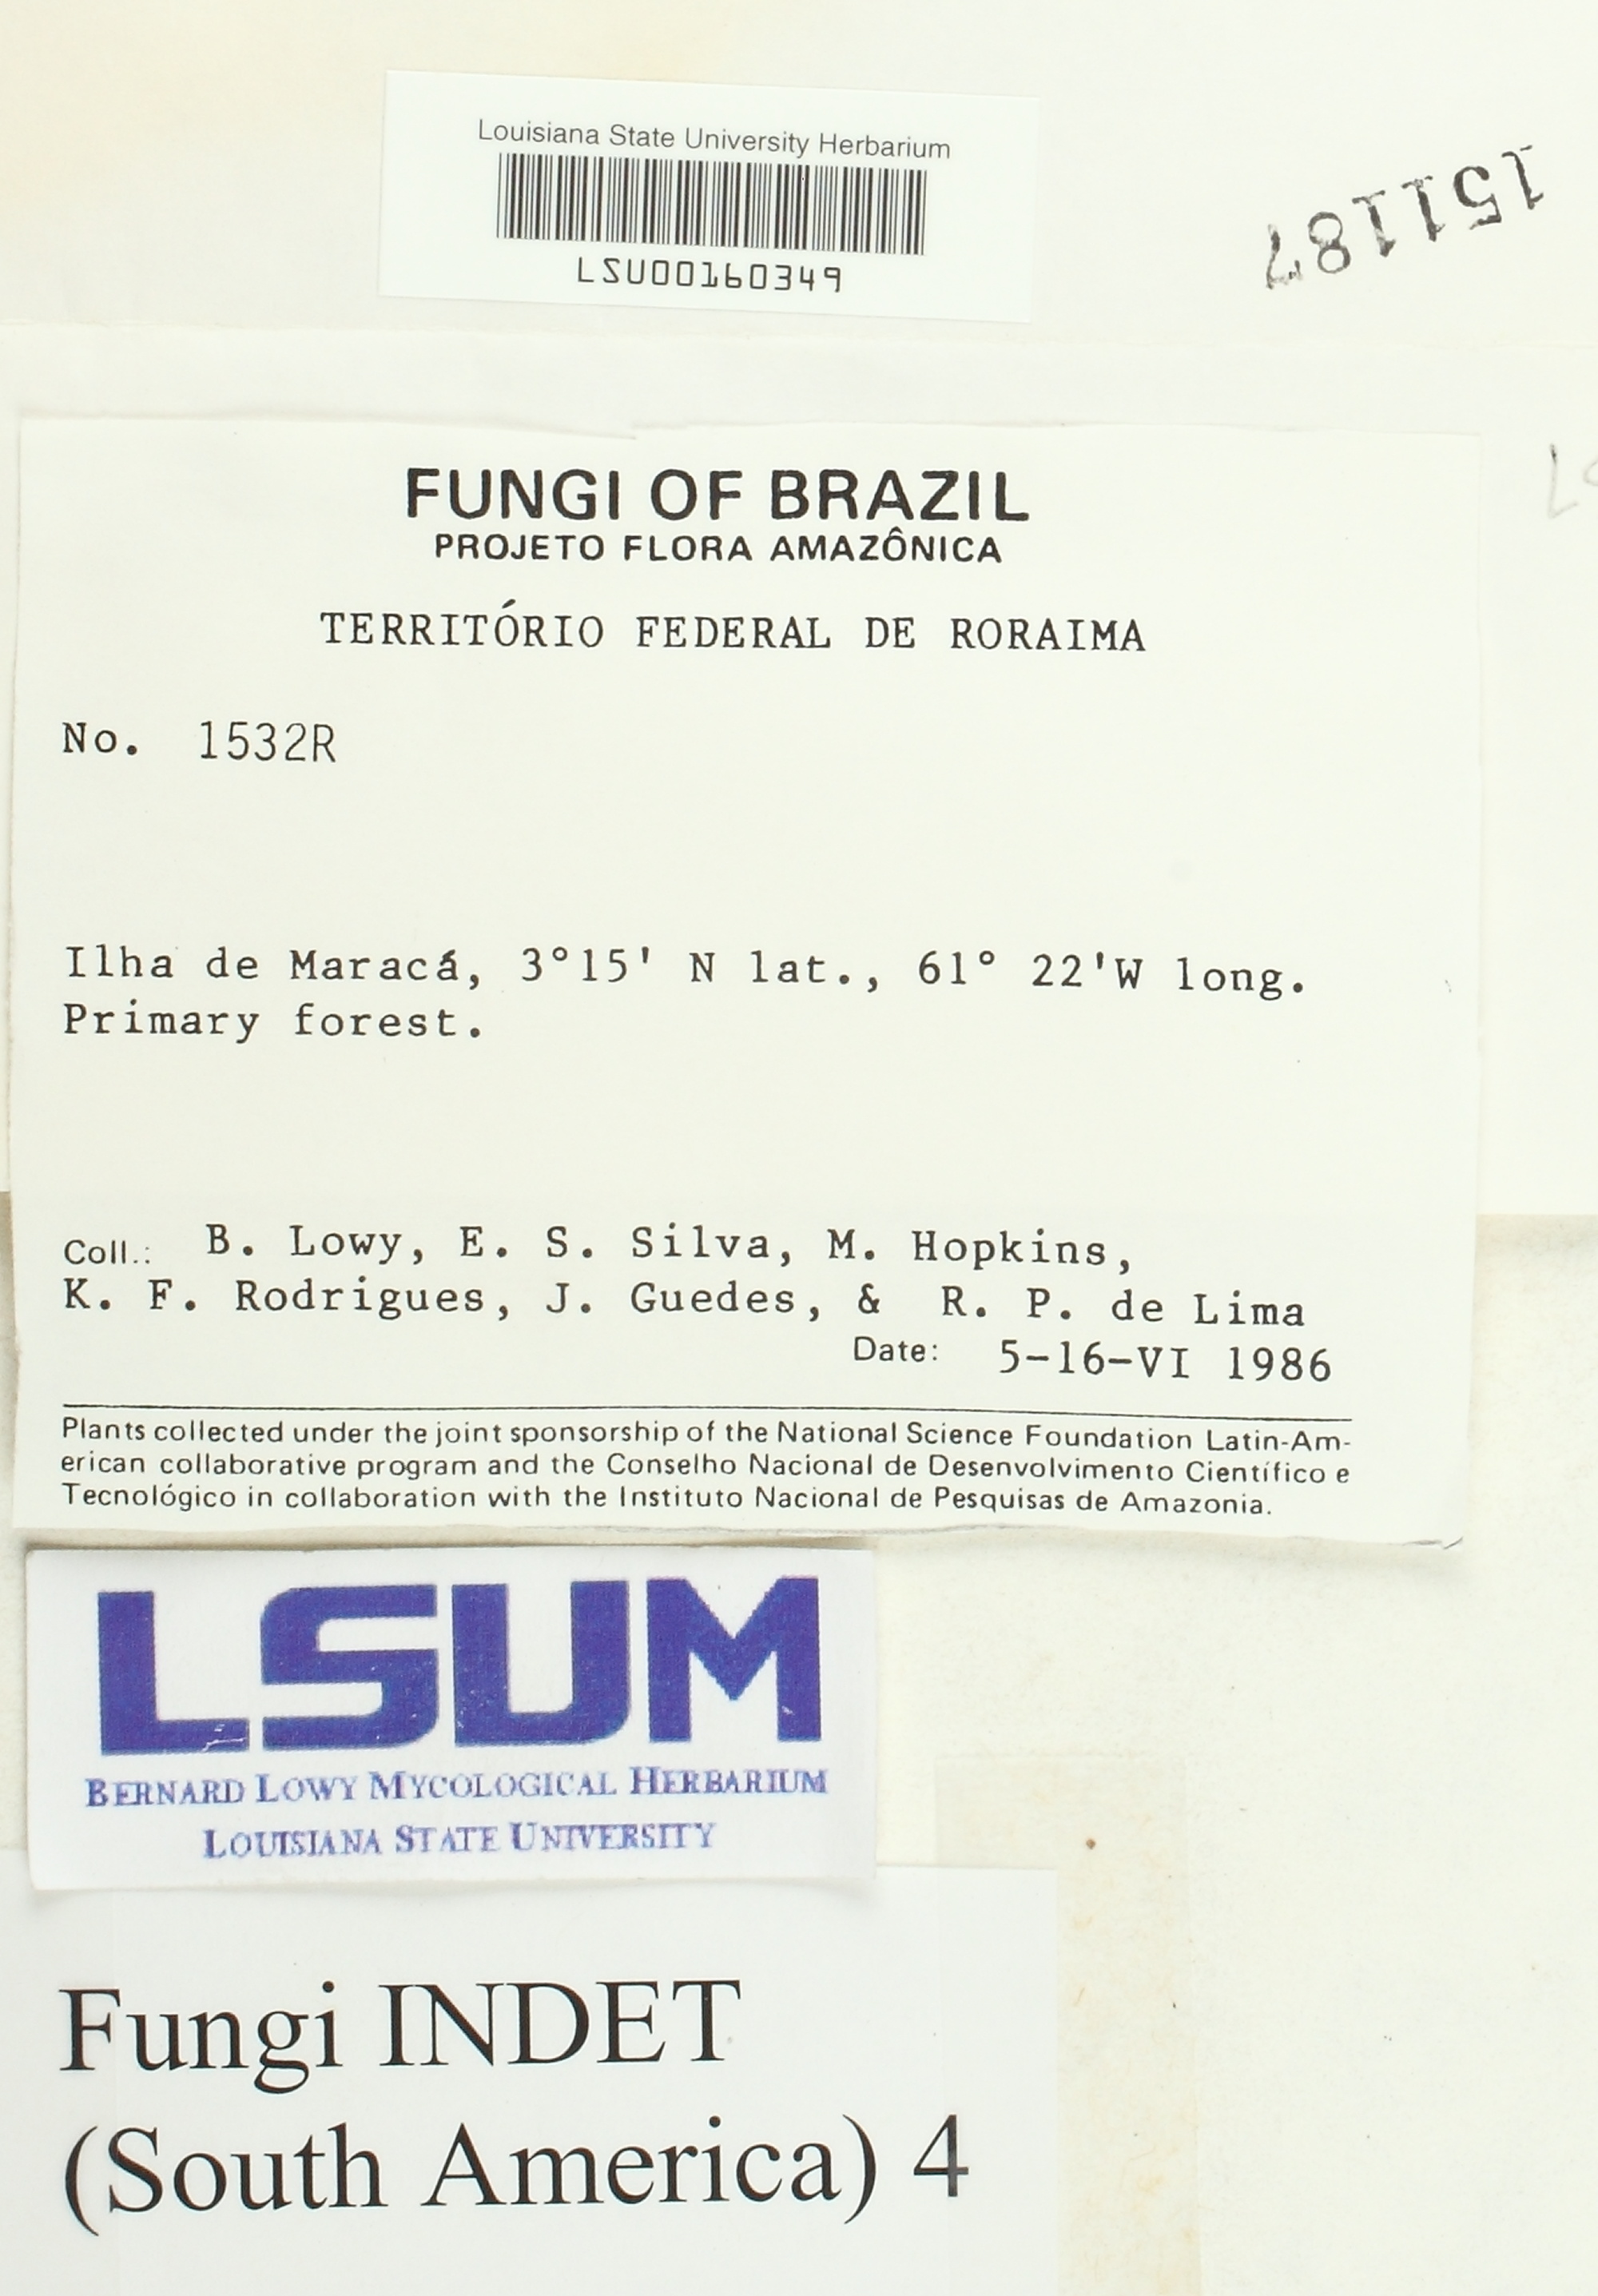 Louisiana State University Herbarium
LSU00160349
151187
FUNGI OF BRAZIL
PROJETO FLORA AMAZÔNICA
TERRITÓRIO FEDERAL DE RORAIMA
No. 1532R
Ilha de Maracá, 3°15' N lat., 61° 22'W long.
Primary forest.
Coll.: B. Lowy, E. S. Silva, M. Hopkins,
K. F. Rodrigues, J. Guedes, & R. P. de Lima
Date: 5-16-VI 1986
Plants collected under the joint sponsorship of the National Science Foundation Latin-Am-
erican collaborative program and the Conselho Nacional de Desenvolvimento Científico e
Tecnológico in collaboration with the Instituto Nacional de Pesquisas de Amazonia.
LSUM
BERNARD LOWY MYCOLOGICAL HERBARIUM
LOUISIANA STATE UNIVERSITY
Fungi INDET
(South America) 4